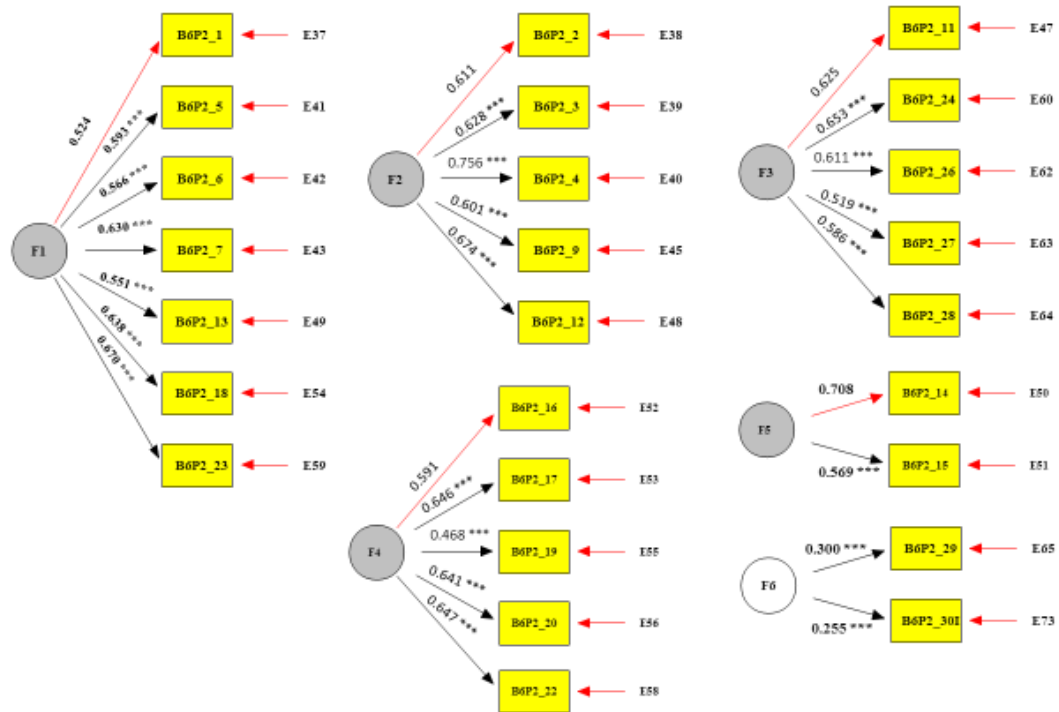 B6P2_1
E37
0.524
B6P2_5
E41
0.593 ***
B6P2_6
E42
0.566 ***
F1
B6P2_7
E43
0.630 ***
B6P2_13
E49
0.551 ***
B6P2_18
E54
0.638 ***
B6P2_23
E59
0.670 ***
B6P2_2
E38
0.611
B6P2_3
E39
0.628 ***
F2
B6P2_4
E40
0.756 ***
B6P2_9
E45
0.601 ***
B6P2_12
E48
0.674 ***
B6P2_11
E47
0.625
B6P2_24
E60
0.653 ***
F3
B6P2_26
E62
0.611 ***
B6P2_27
E63
0.519 ***
B6P2_28
E64
0.586 ***
B6P2_16
E52
0.591
B6P2_17
E53
0.646 ***
F4
B6P2_19
E55
0.468 ***
B6P2_20
E56
0.641 ***
B6P2_22
E58
0.647 ***
F5
0.708
B6P2_14
E50
0.569 ***
B6P2_15
E51
F6
0.300 ***
B6P2_29
E65
0.255 ***
B6P2_30I
E73